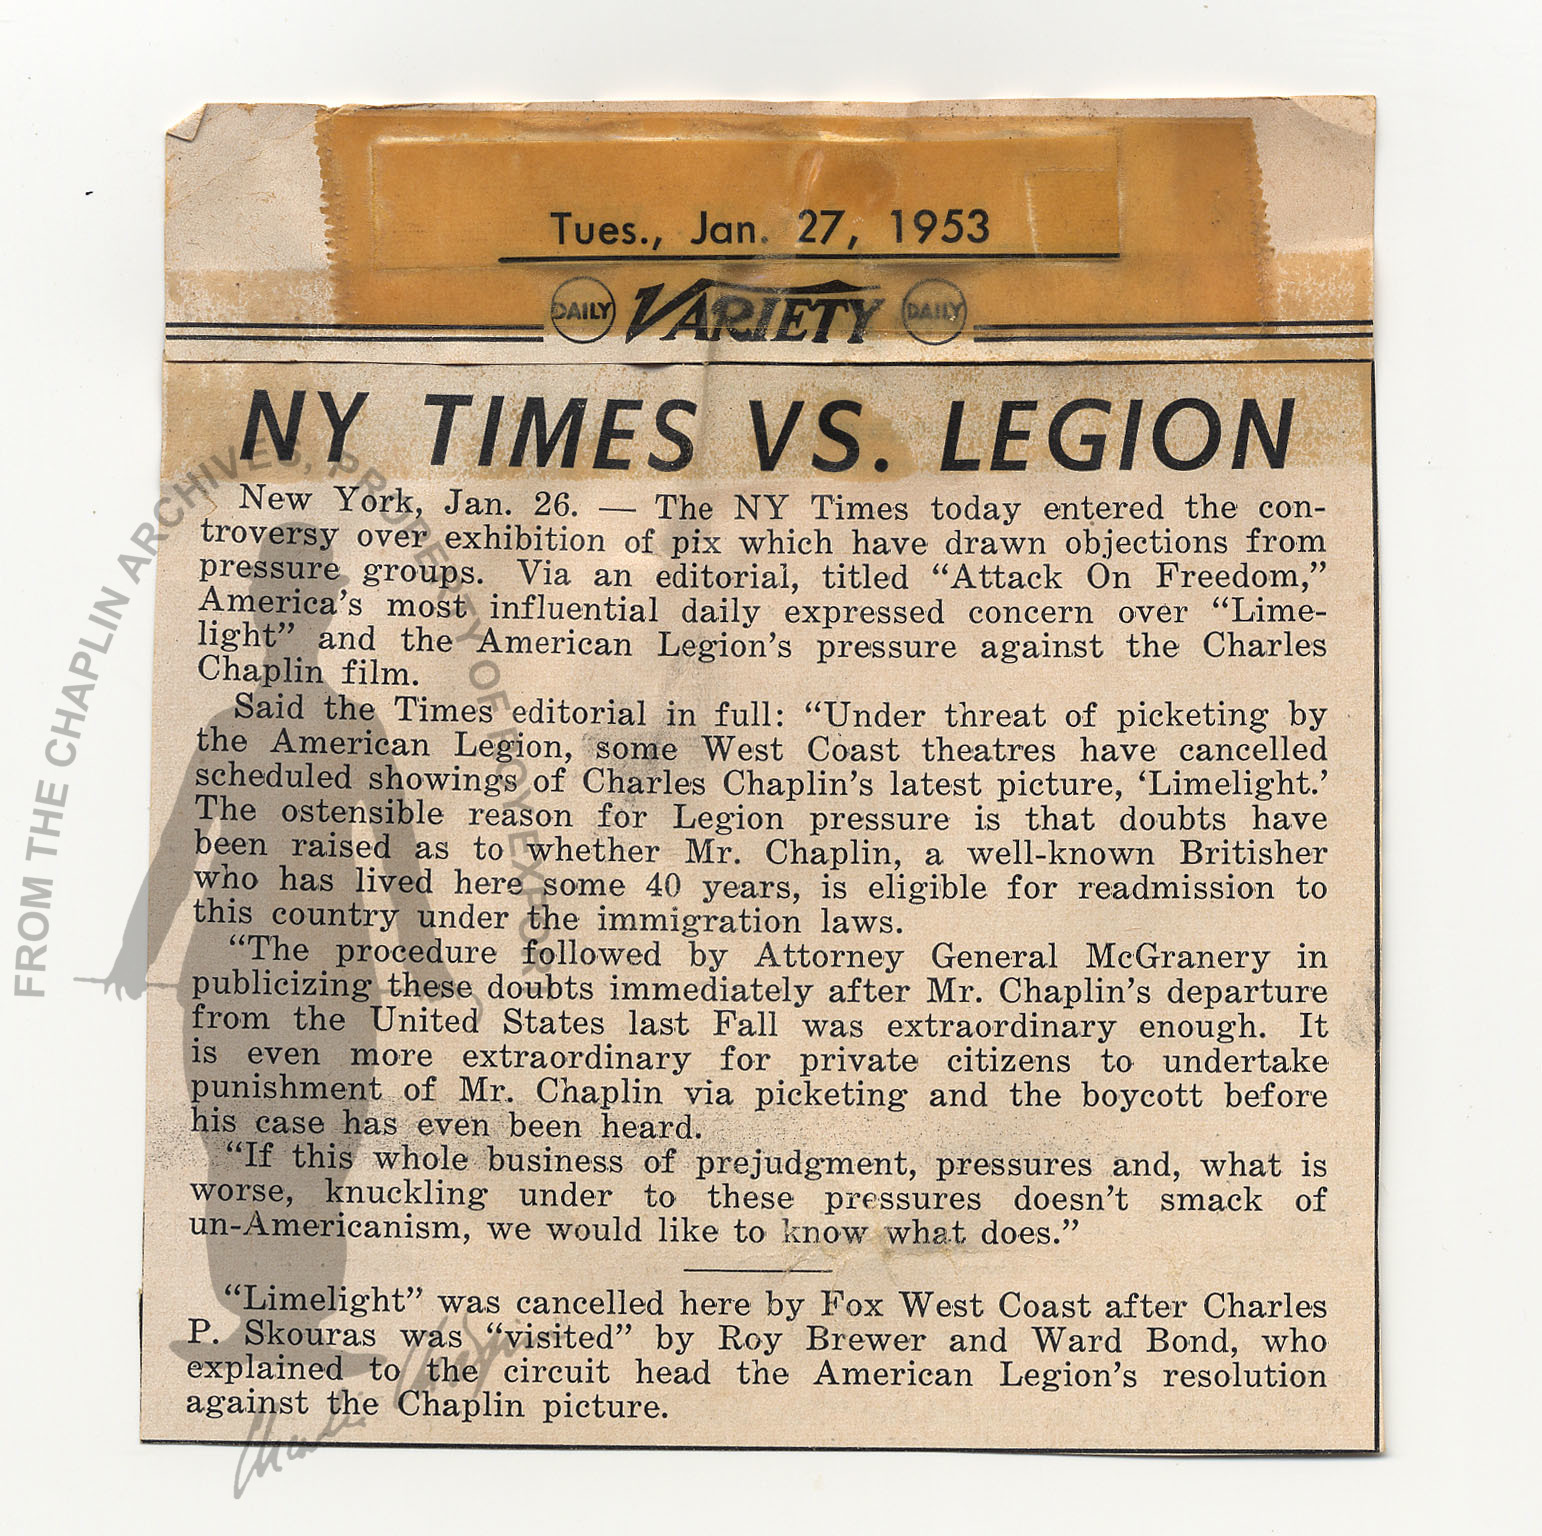 Tues., Jan. 27, 1953
DAILY VARIETY DAILY
NY TIMES VS. LEGION
New York, Jan. 26. — The NY Times today entered the con-
troversy over exhibition of pix which have drawn objections from
pressure groups. Via an editorial, titled “Attack On Freedom,”
America’s most influential daily expressed concern over “Lime-
light” and the American Legion’s pressure against the Charles
Chaplin film.
Said the Times editorial in full: “Under threat of picketing by
the American Legion, some West Coast theatres have cancelled
scheduled showings of Charles Chaplin’s latest picture, ‘Limelight.’
The ostensible reason for Legion pressure is that doubts have
been raised as to whether Mr. Chaplin, a well-known Britisher
who has lived here some 40 years, is eligible for readmission to
this country under the immigration laws.
“The procedure followed by Attorney General McGranery in
publicizing these doubts immediately after Mr. Chaplin’s departure
from the United States last Fall was extraordinary enough. It
is even more extraordinary for private citizens to undertake
punishment of Mr. Chaplin via picketing and the boycott before
his case has even been heard.
“If this whole business of prejudgment, pressures and, what is
worse, knuckling under to these pressures doesn’t smack of
un-Americanism, we would like to know what does.”
“Limelight” was cancelled here by Fox West Coast after Charles
P. Skouras was “visited” by Roy Brewer and Ward Bond, who
explained to the circuit head the American Legion’s resolution
against the Chaplin picture.
FROM THE CHAPLIN ARCHIVES, PROPERTY OF ROY EXPORT
Charlie Chaplin